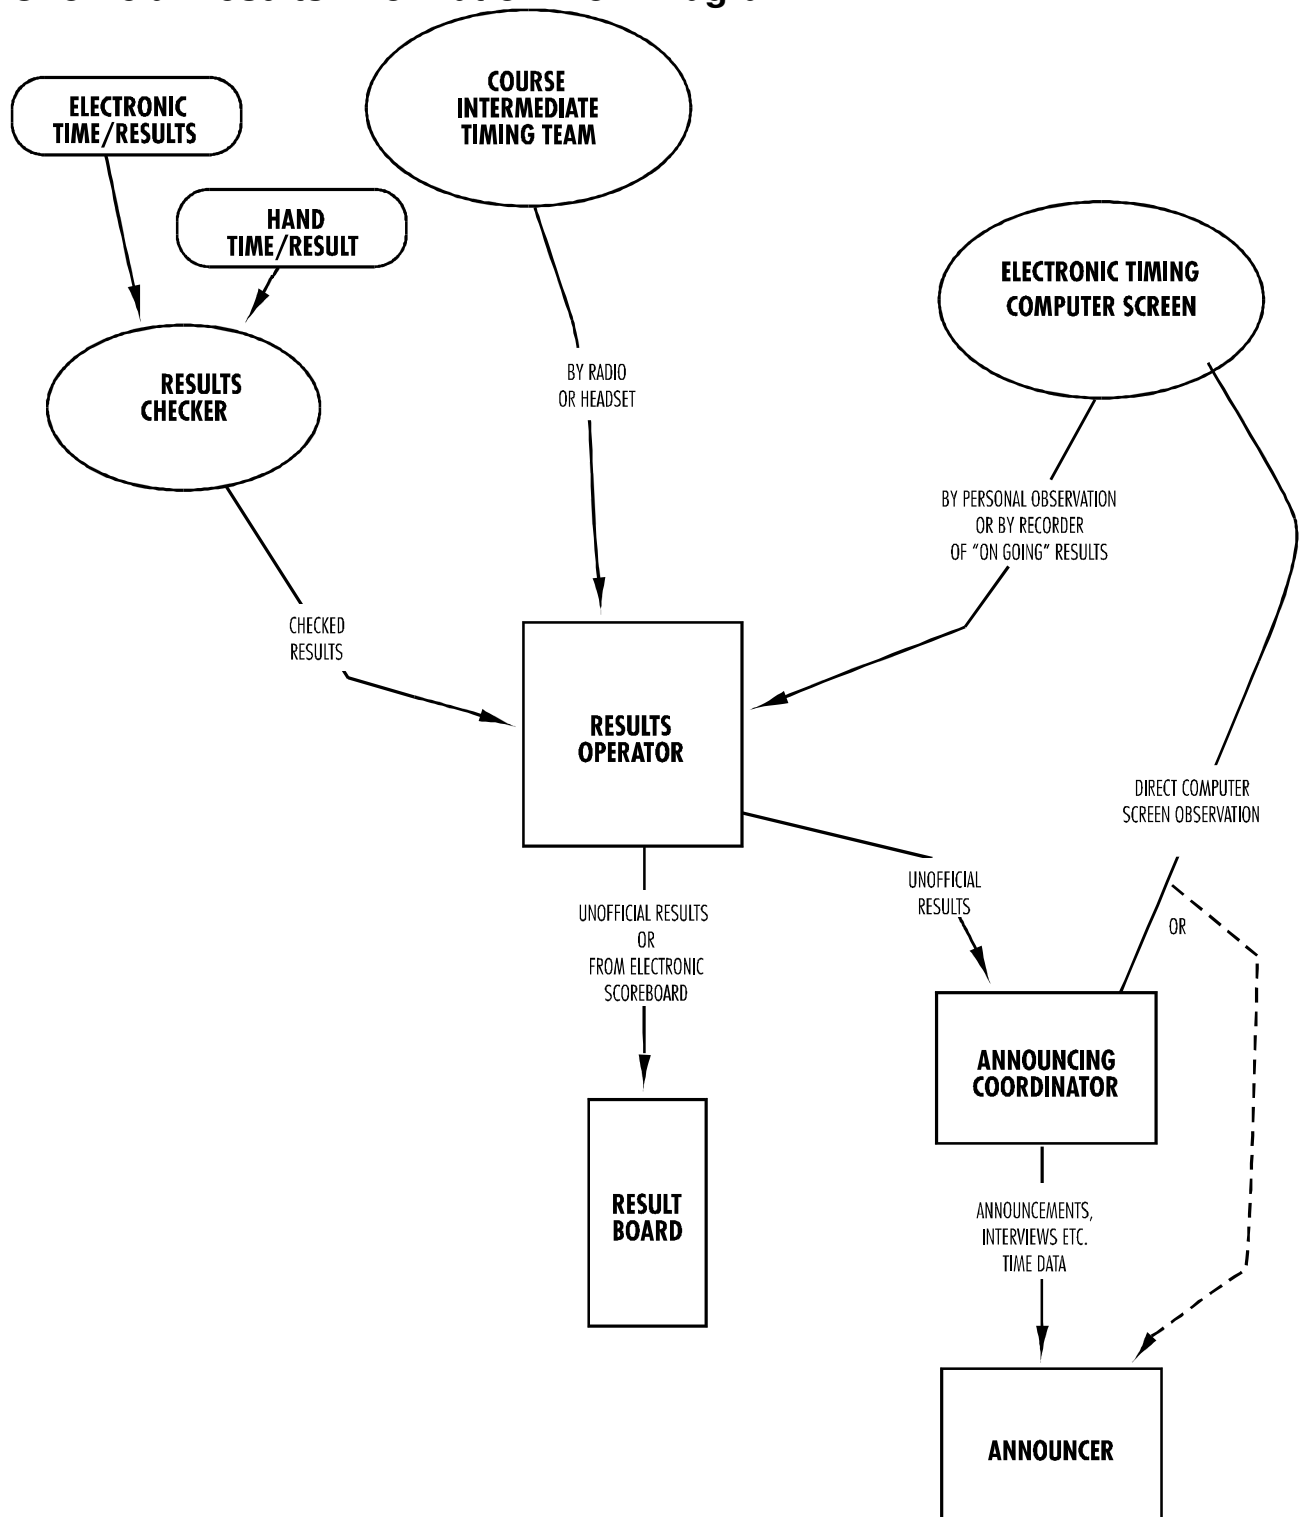 COURSE
INTERMEDIATE
TIMING TEAM
ELECTRONIC
TIME/RESULTS
HAND
TIME/RESULT
ELECTRONIC TIMING
COMPUTER SCREEN
RESULTS
CHECKER
BY RADIO
OR HEADSET
BY PERSONAL OBSERVATION
OR BY RECORDER
OF "ON GOING" RESULTS
CHECKED
RESULTS
RESULTS
OPERATOR
DIRECT COMPUTER
SCREEN OBSERVATION
UNOFFICIAL
RESULTS
UNOFFICIAL RESULTS
OR
FROM ELECTRONIC
SCOREBOARD
OR
ANNOUNCING
COORDINATOR
RESULT
BOARD
ANNOUNCEMENTS,
INTERVIEWS ETC.
TIME DATA
ANNOUNCER